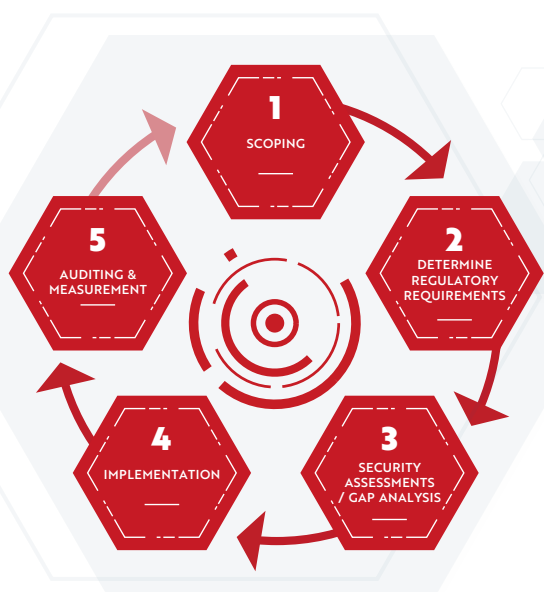 1
SCOPING
2
DETERMINE
REGULATORY
REQUIREMENTS
3
SECURITY
ASSESSMENTS
/ GAP ANALYSIS
4
IMPLEMENTATION
5
AUDITING &
MEASUREMENT